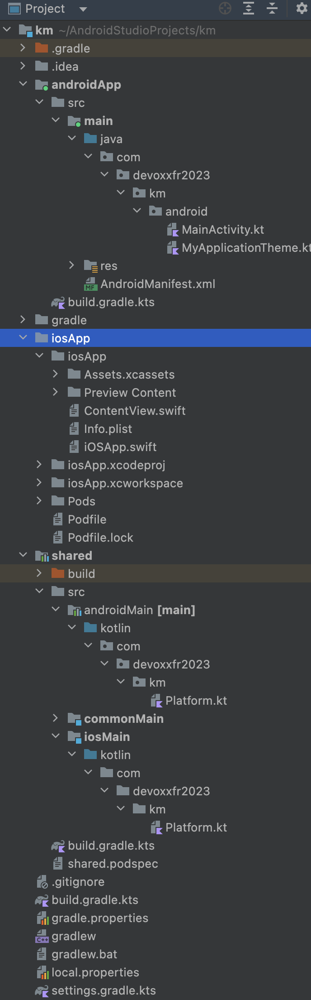 Project
km ~/AndroidStudioProjects/km
.gradle
.idea
androidApp
src
main
java
com
devoxxfr2023
km
android
MainActivity.kt
MyApplicationTheme.kt
res
MF AndroidManifest.xml
build.gradle.kts
gradle
iosApp
iosApp
Assets.xcassets
Preview Content
ContentView.swift
Info.plist
iOSApp.swift
iosApp.xcodeproj
iosApp.xcworkspace
Pods
Podfile
Podfile.lock
shared
build
src
androidMain [main]
kotlin
com
devoxxfr2023
km
Platform.kt
commonMain
iosMain
kotlin
com
devoxxfr2023
km
Platform.kt
build.gradle.kts
shared.podspec
.gitignore
build.gradle.kts
gradle.properties
C++ gradlew
gradlew.bat
local.properties
settings.gradle.kts